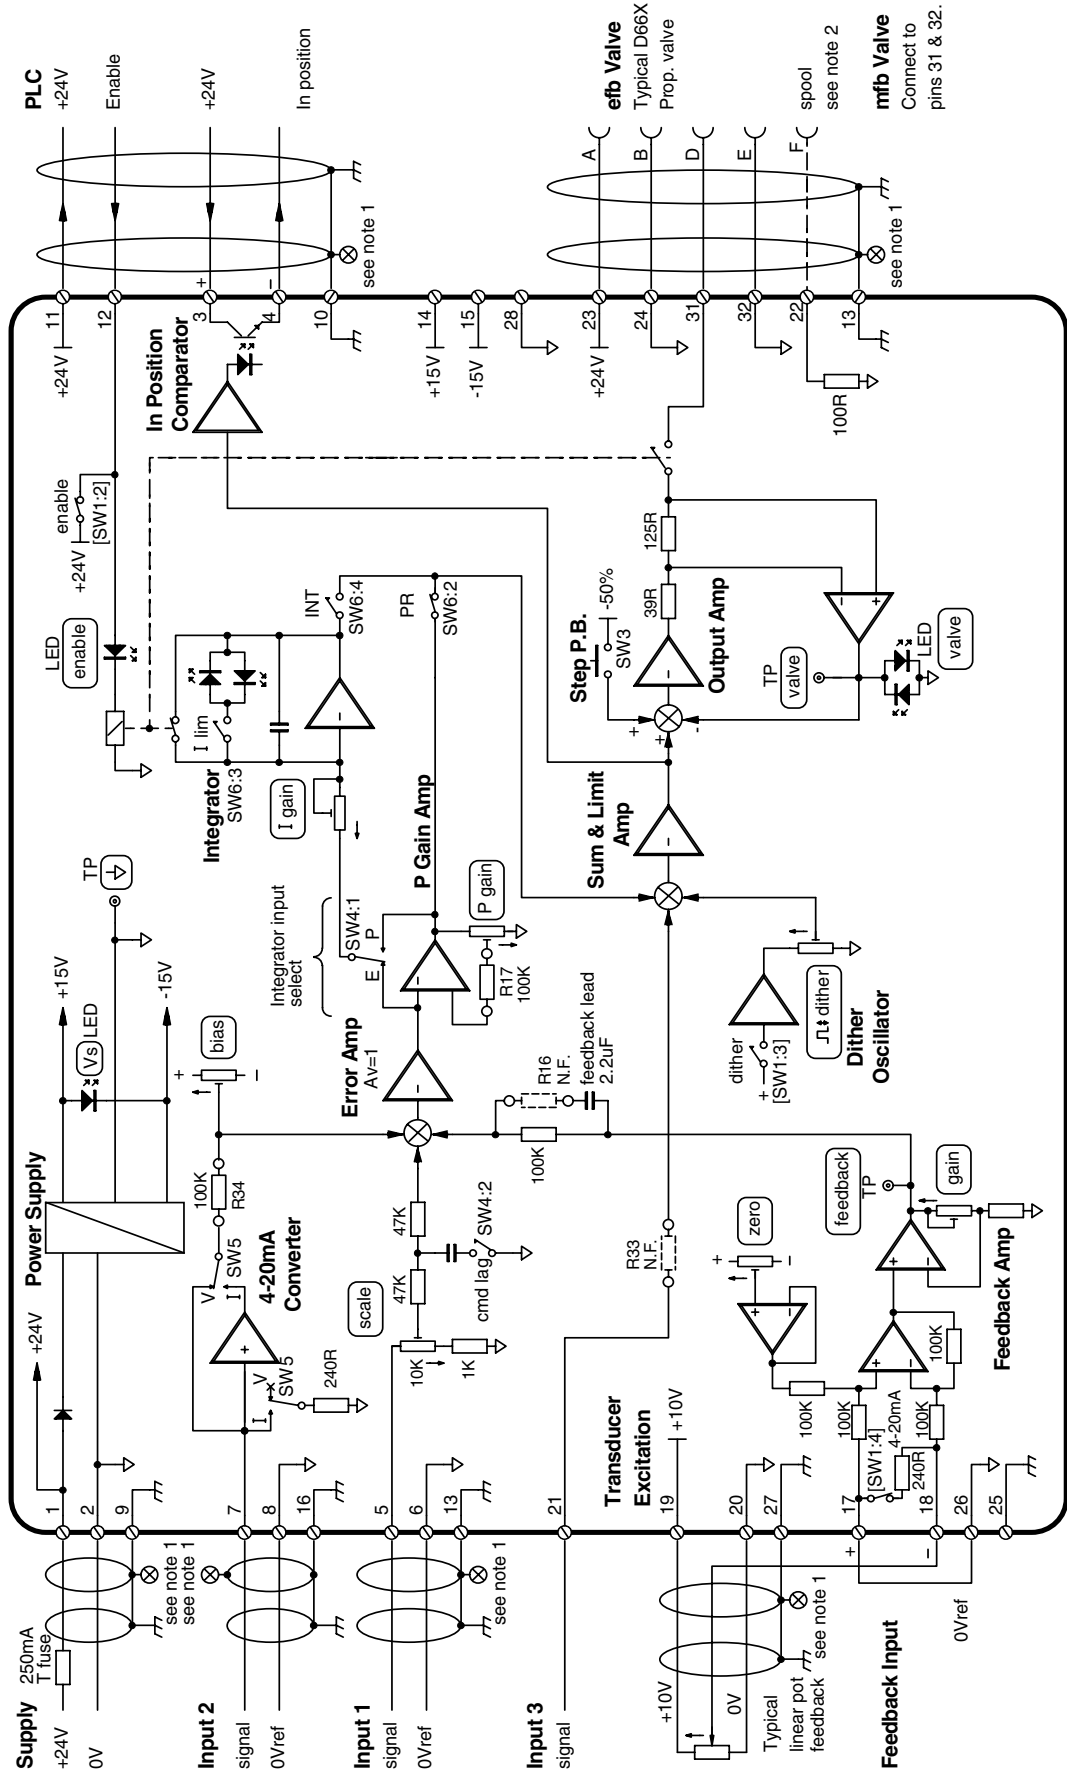 Supply
+24V
250mA
T fuse
0V
see note 1
see note 1
Input 2
signal
0Vref
Input 1
signal
0Vref
see note 1
Input 3
signal
+10V
0V
Typical
linear pot
feedback
see note 1
Feedback Input
0Vref
+
–
1
2
9
7
8
16
5
6
13
21
19
20
27
17
18
26
25
+24V
Power Supply
+15V
Vs
LED
-15V
TP
V
I
SW5
4-20mA
Converter
+
V
I
SW5
240R
100K
R34
+
bias
–
scale
10K
1K
47K
47K
cmd lag
SW4:2
Error Amp
Av=1
–
Integrator input
select
SW4:1
E
P
P Gain Amp
–
P gain
R17
100K
R16
N.F.
feedback lead
2.2uF
100K
R33
N.F.
Transducer
Excitation
+10V
+
zero
–
+
–
100K
100K
[SW1:4]
4-20mA
240R
100K
+
–
100K
+
–
Feedback Amp
feedback
TP
gain
LED
enable
enable
+24V
[SW1:2]
Integrator
SW6:3
I lim
–
I gain
INT
SW6:4
PR
SW6:2
Sum & Limit
Amp
–
dither
+
[SW1:3]
dither
Dither
Oscillator
Step P.B.
-50%
SW3
+
+
-
–
Output Amp
39R
125R
–
+
TP
valve
LED
valve
In Position
Comparator
+24V
+15V
-15V
+24V
100R
11
12
3
4
10
14
15
28
23
24
31
32
22
13
+
–
PLC
+24V
Enable
+24V
In position
see note 1
A
B
D
E
F
efb Valve
Typical D66X
Prop. valve
spool
see note 2
mfb Valve
Connect to
pins 31 & 32.
see note 1